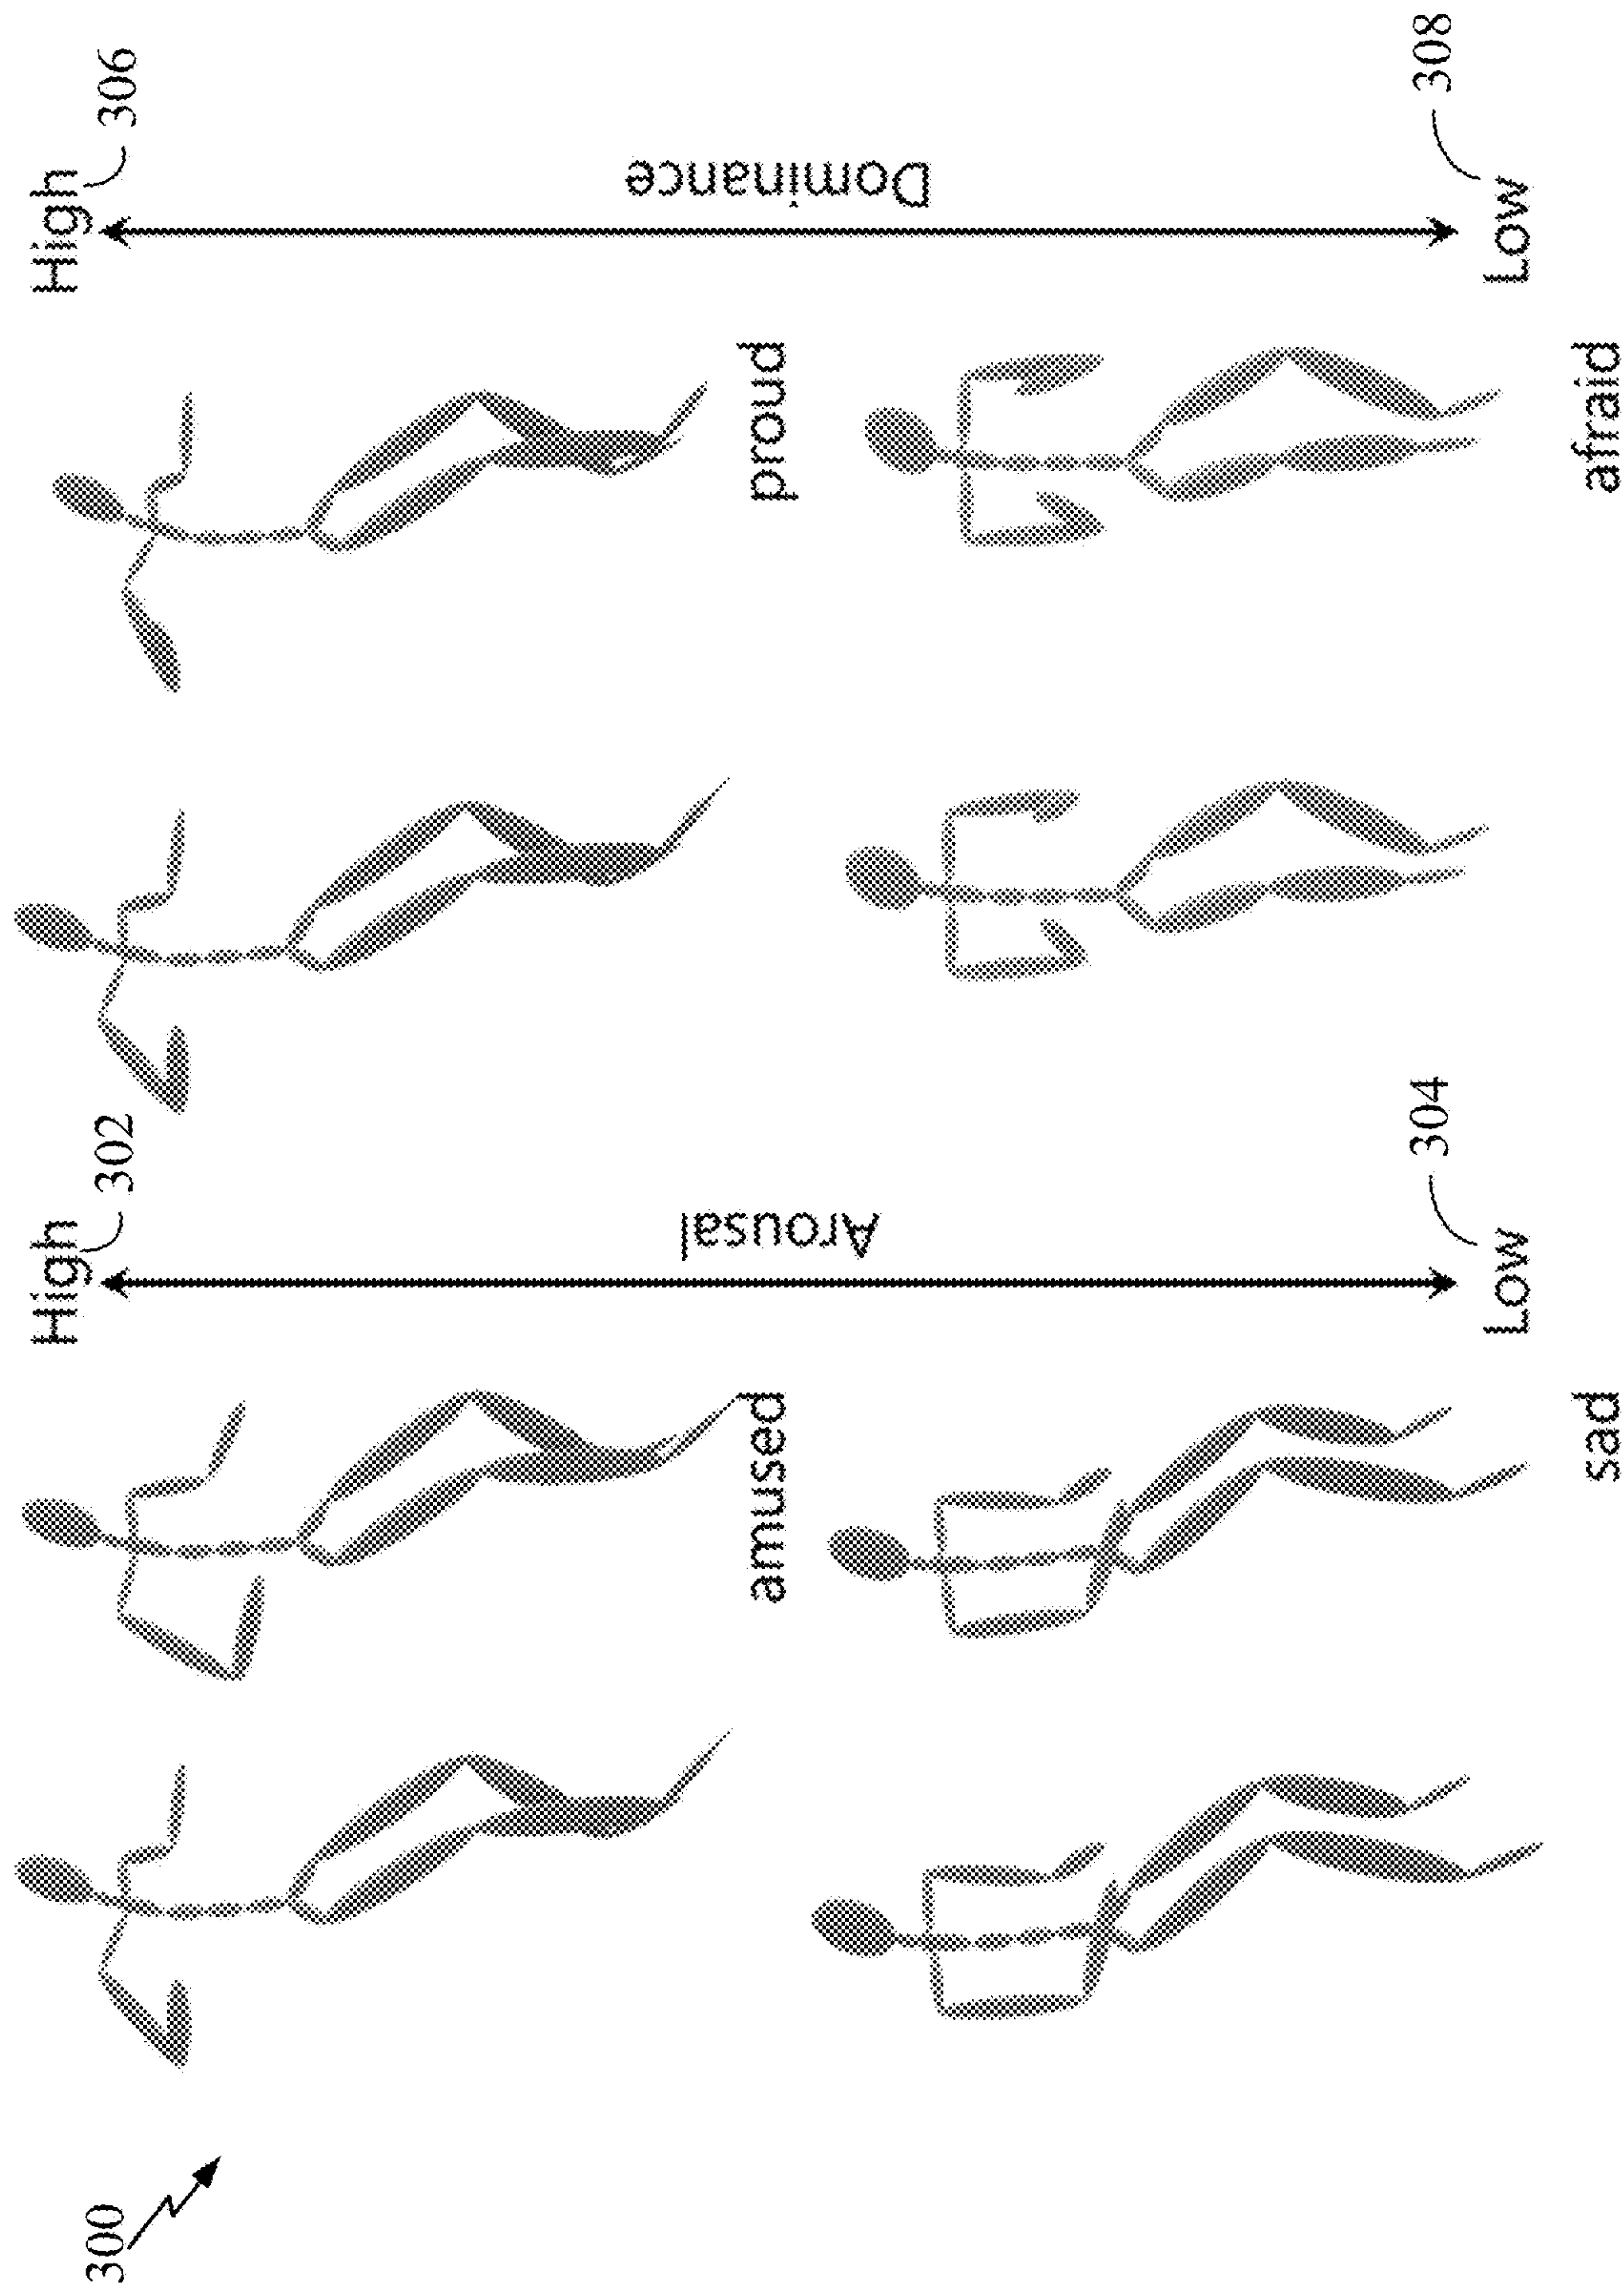 300
High 302
Arousal
Low 304
amused
sad
High 306
Dominance
Low 308
proud
afraid